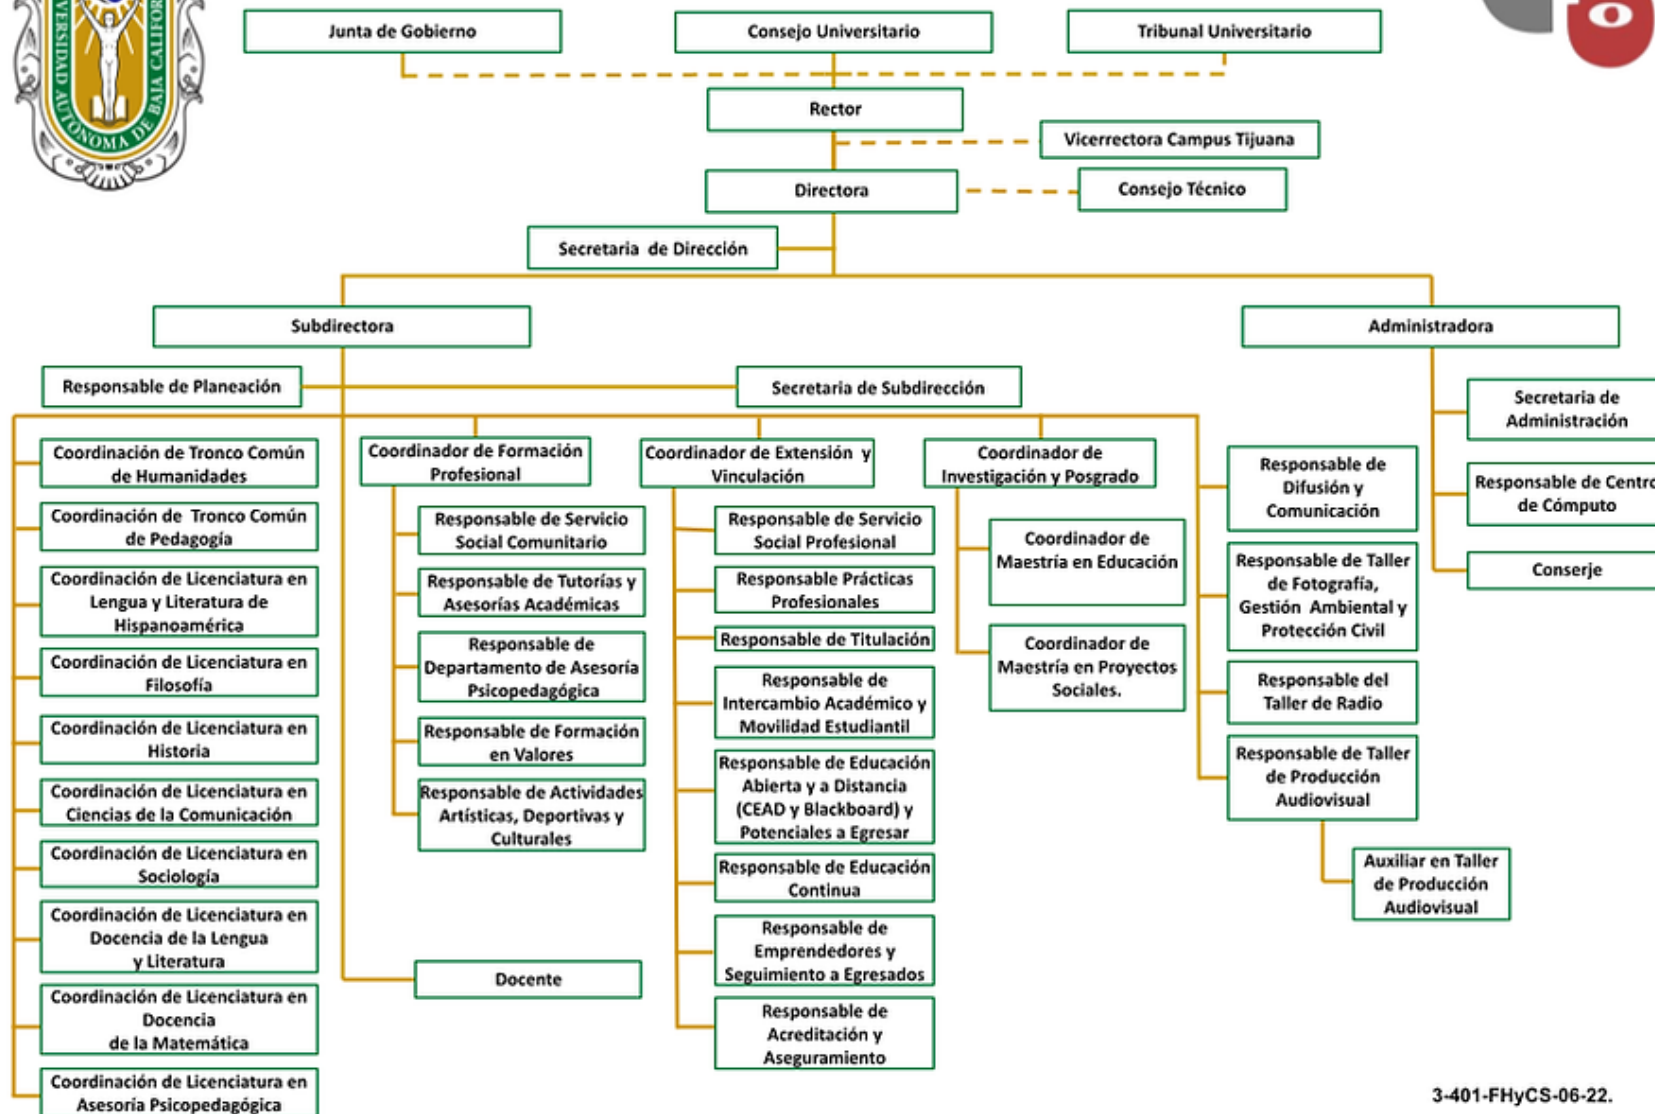 VERSIDAD AUTÓNOMA DE BAJA CALIFOR
Junta de Gobierno
Consejo Universitario
Tribunal Universitario
Rector
Vicerrectora Campus Tijuana
Directora
Consejo Técnico
Secretaria de Dirección
Subdirectora
Administradora
Responsable de Planeación
Secretaria de Subdirección
Coordinación de Tronco Común
de Humanidades
Coordinación de Tronco Común
de Pedagogía
Coordinación de Licenciatura en
Lengua y Literatura de
Hispanoamérica
Coordinación de Licenciatura en
Filosofía
Coordinación de Licenciatura en
Historia
Coordinación de Licenciatura en
Ciencias de la Comunicación
Coordinación de Licenciatura en
Sociología
Coordinación de Licenciatura en
Docencia de la Lengua
y Literatura
Coordinación de Licenciatura en
Docencia
de la Matemática
Coordinación de Licenciatura en
Asesoría Psicopedagógica
Coordinador de Formación
Profesional
Responsable de Servicio
Social Comunitario
Responsable de Tutorías y
Asesorías Académicas
Responsable de
Departamento de Asesoría
Psicopedagógica
Responsable de Formación
en Valores
Responsable de Actividades
Artísticas, Deportivas y
Culturales
Docente
Coordinador de Extensión y
Vinculación
Responsable de Servicio
Social Profesional
Responsable Prácticas
Profesionales
Responsable de Titulación
Responsable de
Intercambio Académico y
Movilidad Estudiantil
Responsable de Educación
Abierta y a Distancia
(CEAD y Blackboard) y
Potenciales a Egresar
Responsable de Educación
Continua
Responsable de
Emprendedores y
Seguimiento a Egresados
Responsable de
Acreditación y
Aseguramiento
Coordinador de
Investigación y Posgrado
Coordinador de
Maestría en Educación
Coordinador de
Maestría en Proyectos
Sociales.
Responsable de
Difusión y
Comunicación
Responsable de Taller
de Fotografía,
Gestión Ambiental y
Protección Civil
Responsable del
Taller de Radio
Responsable de Taller
de Producción
Audiovisual
Auxiliar en Taller
de Producción
Audiovisual
Secretaria de
Administración
Responsable de Centro
de Cómputo
Conserje
3-401-FHyCS-06-22.